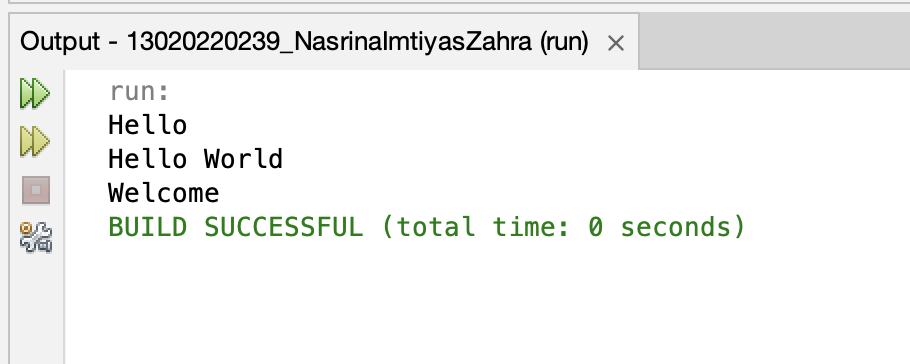 Output - 13020220239_NasrinaImtiyasZahra (run) ×
run:
Hello
Hello World
Welcome
BUILD SUCCESSFUL (total time: 0 seconds)